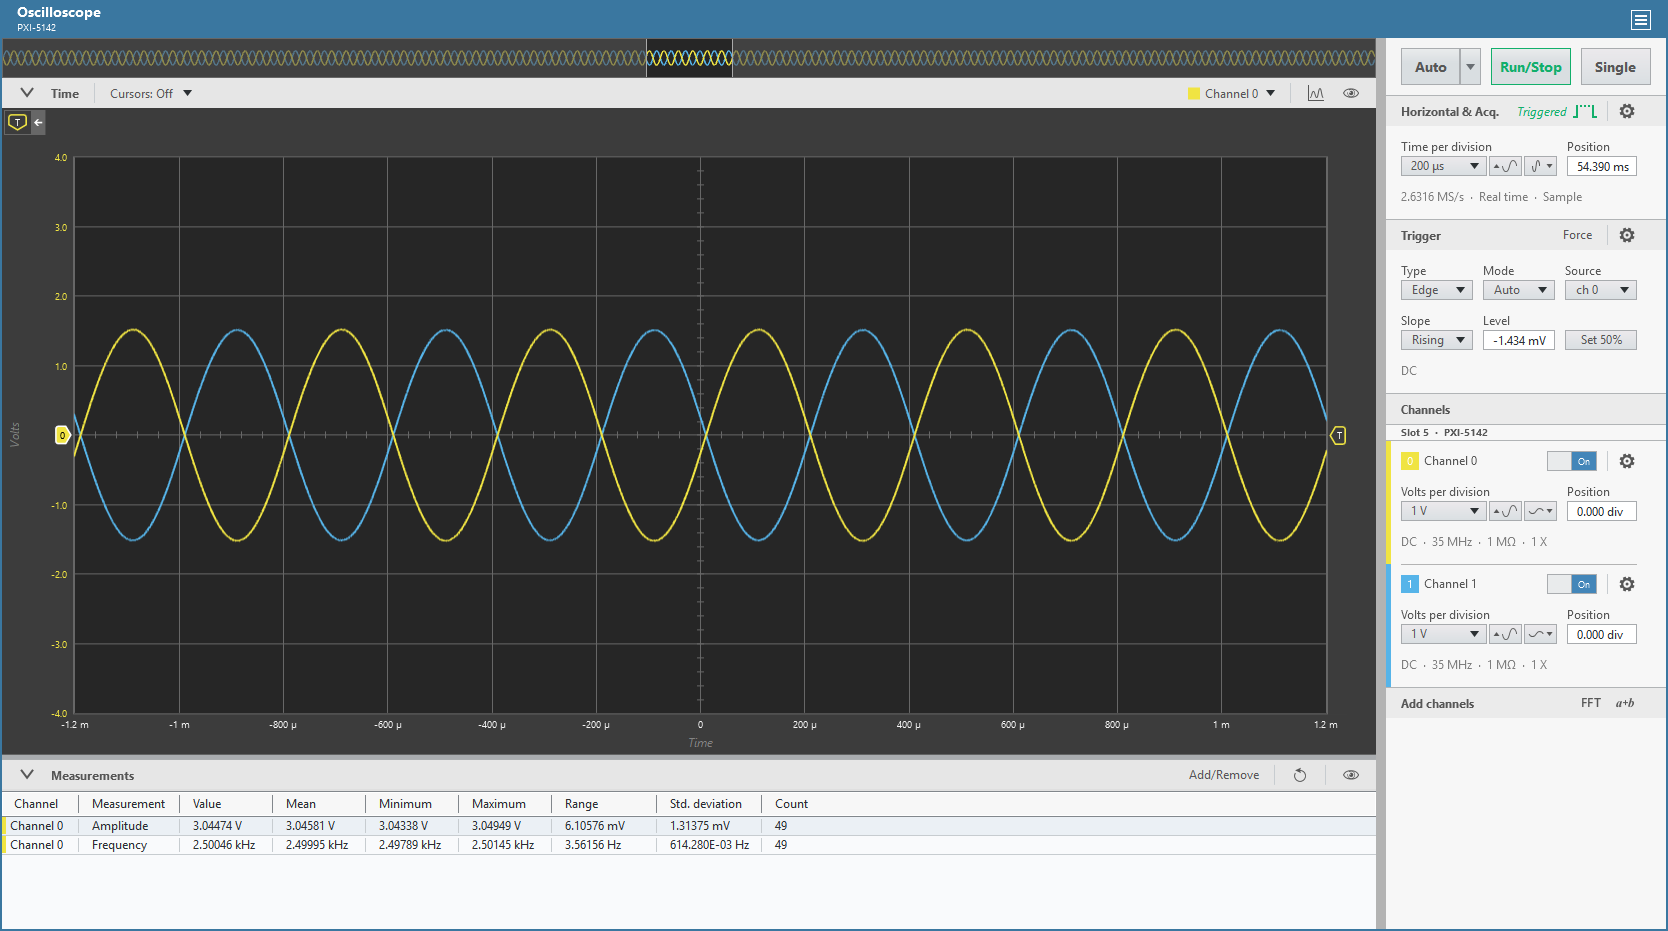 Oscilloscope
PXI-5142
Time
Cursors: Off
Channel 0
T
4.0
3.0
2.0
1.0
0
-1.0
-2.0
-3.0
-4.0
Volts
T
-1.2 m -1 m -800 µ -600 µ -400 µ -200 µ 0 200 µ 400 µ 600 µ 800 µ 1 m 1.2 m
Time
Measurements
Add/Remove
Channel Measurement Value Mean Minimum Maximum Range Std. deviation Count
Channel 0 Amplitude 3.04474 V 3.04581 V 3.04338 V 3.04949 V 6.10576 mV 1.31375 mV 49
Channel 0 Frequency 2.50046 kHz 2.49995 kHz 2.49789 kHz 2.50145 kHz 3.56156 Hz 614.280E-03 Hz 49
Auto Run/Stop Single
Horizontal & Acq. Triggered
Time per division Position
200 µs 54.390 ms
2.6316 MS/s · Real time · Sample
Trigger Force
Type Mode Source
Edge Auto ch 0
Slope Level
Rising -1.434 mV Set 50%
DC
Channels
Slot 5 · PXI-5142
0 Channel 0 On
Volts per division Position
1 V 0.000 div
DC · 35 MHz · 1 MΩ · 1 X
1 Channel 1 On
Volts per division Position
1 V 0.000 div
DC · 35 MHz · 1 MΩ · 1 X
Add channels FFT a+b